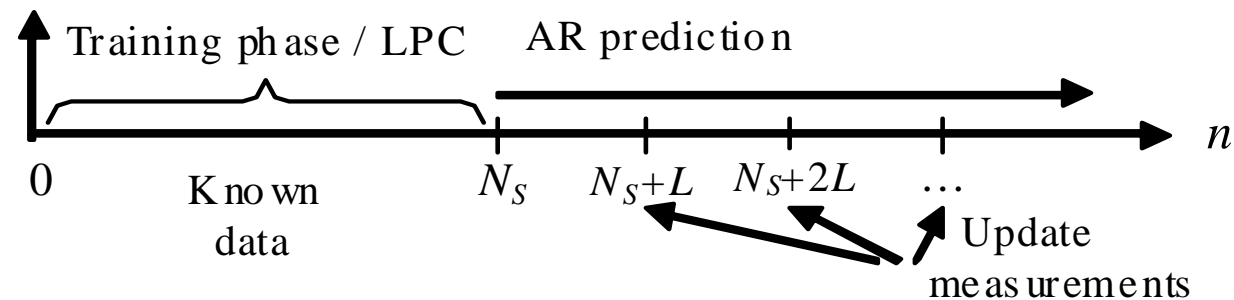 Training phase / LPC
AR prediction
n
0
N_S
N_S+L
N_S+2L
...
Known
data
Update
measurements